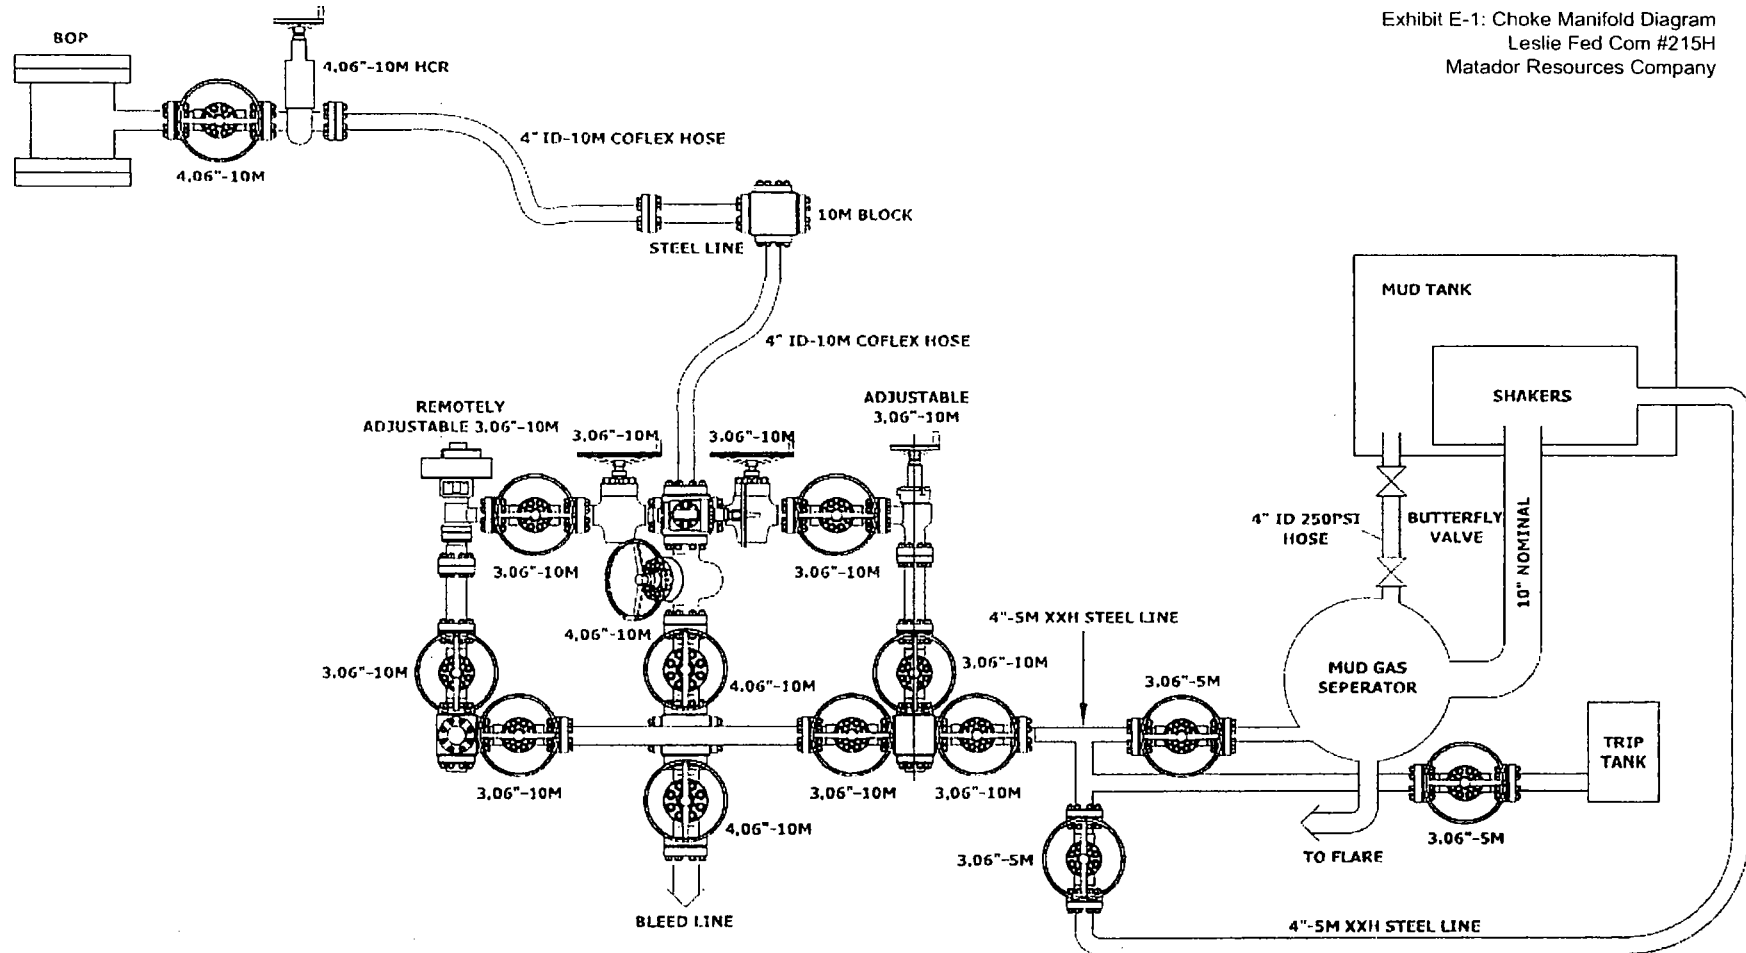 Exhibit E-1: Choke Manifold Diagram
Leslie Fed Com #215H
Matador Resources Company
BOP
4.06"-10M HCR
4.06"-10M
4" ID-10M COFLEX HOSE
10M BLOCK
STEEL LINE
4" ID-10M COFLEX HOSE
MUD TANK
SHAKERS
REMOTELY
ADJUSTABLE 3.06"-10M
3.06"-10M
3.06"-10M
ADJUSTABLE
3.06"-10M
4" ID 250PSI
HOSE
BUTTERFLY
VALVE
10" NOMINAL
3.06"-10M
3.06"-10M
4.06"-10M
4"-5M XXH STEEL LINE
3.06"-10M
4.06"-10M
3.06"-10M
3.06"-5M
MUD GAS
SEPERATOR
TRIP
TANK
3.06"-10M
3.06"-10M
3.06"-10M
4.06"-10M
3.06"-5M
3.06"-5M
TO FLARE
BLEED LINE
4"-5M XXH STEEL LINE